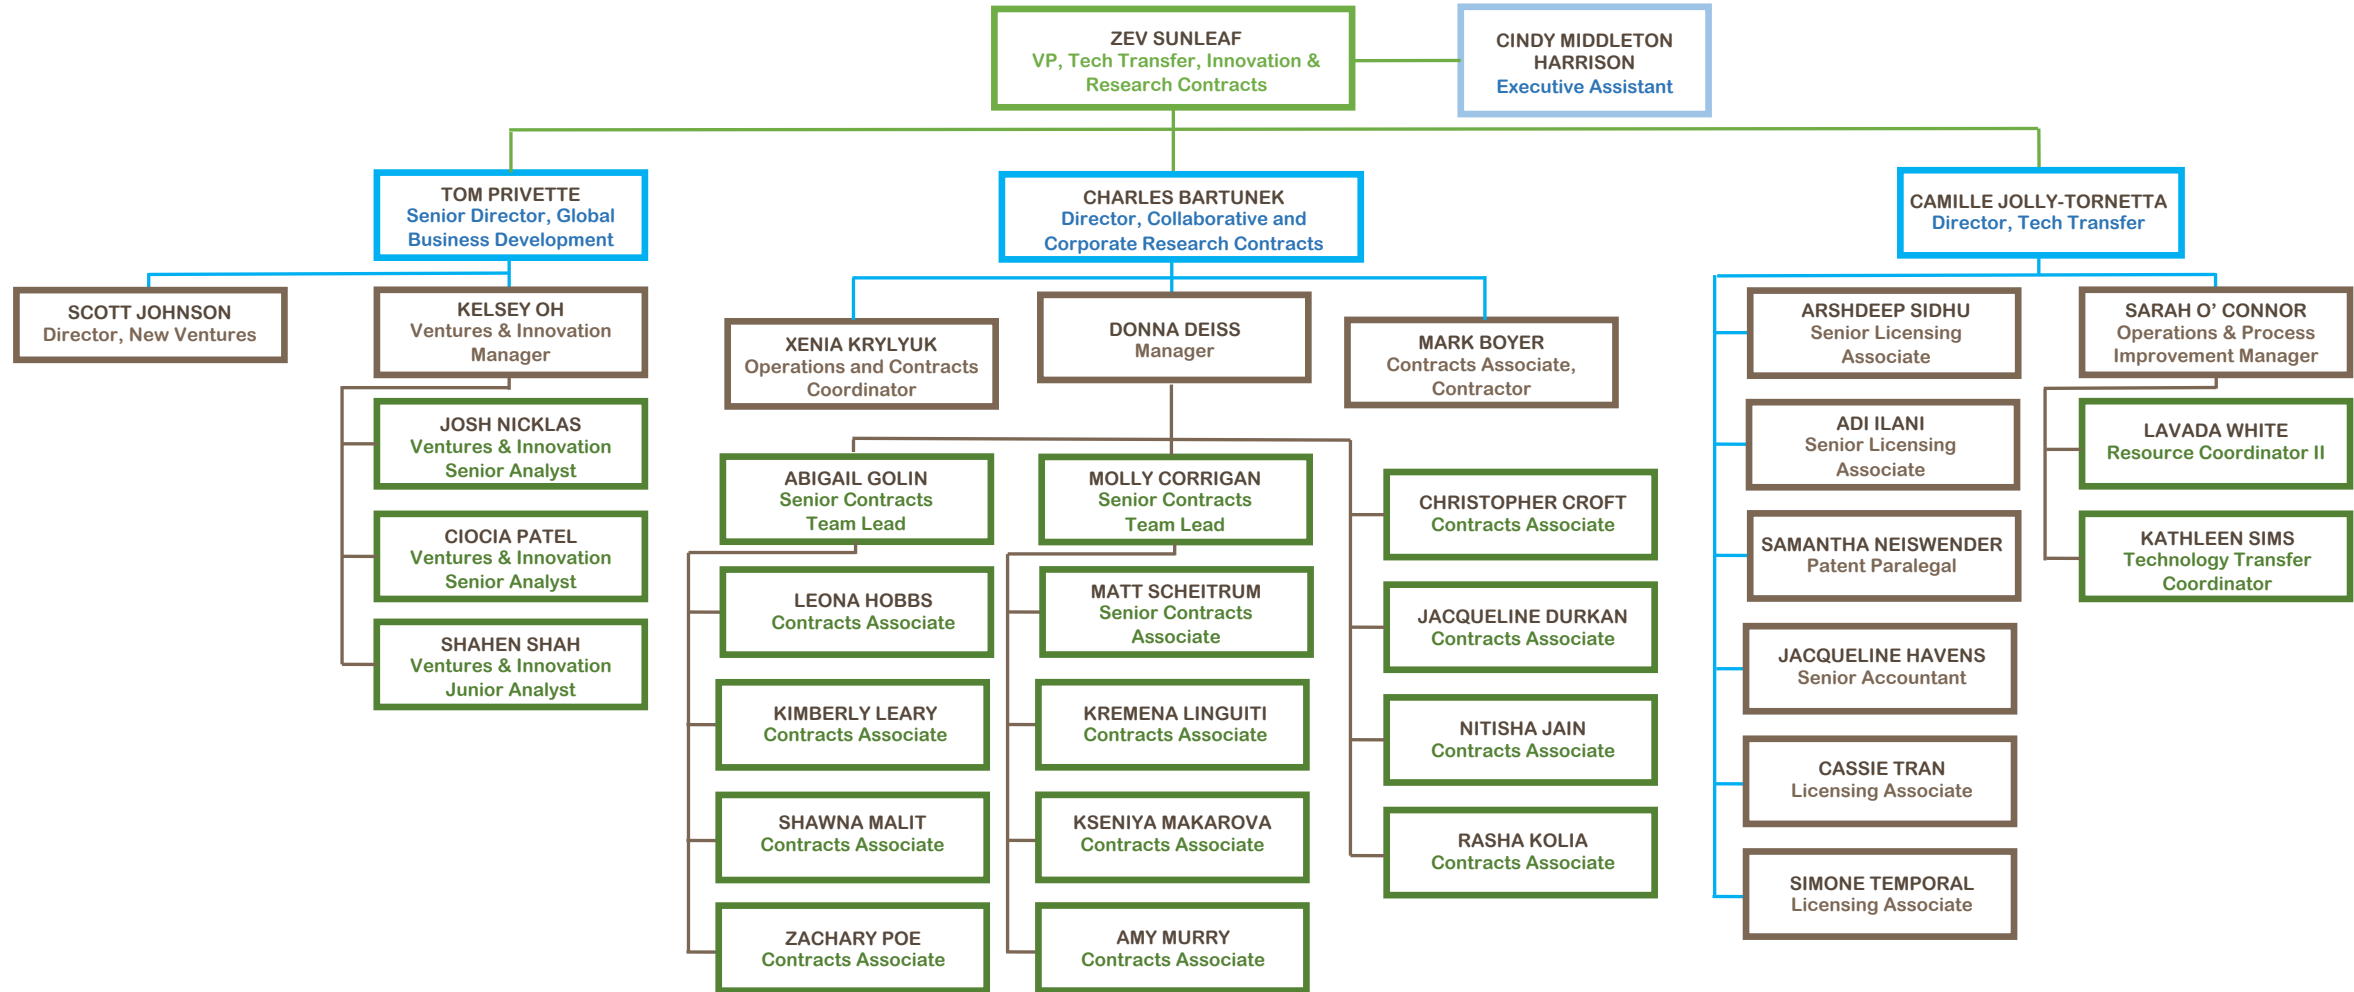 ZEV SUNLEAF
VP, Tech Transfer, Innovation &
Research Contracts
CINDY MIDDLETON
HARRISON
Executive Assistant
TOM PRIVETTE
Senior Director, Global
Business Development
CHARLES BARTUNEK
Director, Collaborative and
Corporate Research Contracts
CAMILLE JOLLY-TORNETTA
Director, Tech Transfer
SCOTT JOHNSON
Director, New Ventures
KELSEY OH
Ventures & Innovation
Manager
JOSH NICKLAS
Ventures & Innovation
Senior Analyst
CIOCIA PATEL
Ventures & Innovation
Senior Analyst
SHAHEN SHAH
Ventures & Innovation
Junior Analyst
XENIA KRYLYUK
Operations and Contracts
Coordinator
DONNA DEISS
Manager
MARK BOYER
Contracts Associate,
Contractor
ABIGAIL GOLIN
Senior Contracts
Team Lead
LEONA HOBBS
Contracts Associate
KIMBERLY LEARY
Contracts Associate
SHAWNA MALIT
Contracts Associate
ZACHARY POE
Contracts Associate
MOLLY CORRIGAN
Senior Contracts
Team Lead
MATT SCHEITRUM
Senior Contracts
Associate
KREMENA LINGUITI
Contracts Associate
KSENIYA MAKAROVA
Contracts Associate
AMY MURRY
Contracts Associate
CHRISTOPHER CROFT
Contracts Associate
JACQUELINE DURKAN
Contracts Associate
NITISHA JAIN
Contracts Associate
RASHA KOLIA
Contracts Associate
ARSHDEEP SIDHU
Senior Licensing
Associate
ADI ILANI
Senior Licensing
Associate
SAMANTHA NEISWENDER
Patent Paralegal
JACQUELINE HAVENS
Senior Accountant
CASSIE TRAN
Licensing Associate
SIMONE TEMPORAL
Licensing Associate
SARAH O' CONNOR
Operations & Process
Improvement Manager
LAVADA WHITE
Resource Coordinator II
KATHLEEN SIMS
Technology Transfer
Coordinator